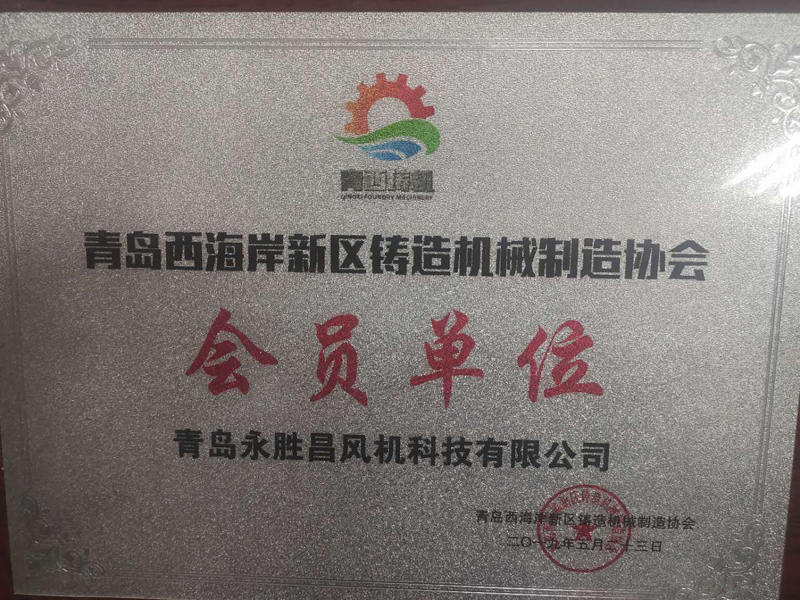 青西铸机
QINGXI FOUNDRY MACHINERY
青岛西海岸新区铸造机械制造协会
会员单位
青岛永胜昌风机科技有限公司
青岛西海岸新区铸造机械制造协会
二〇一九年五月二十三日